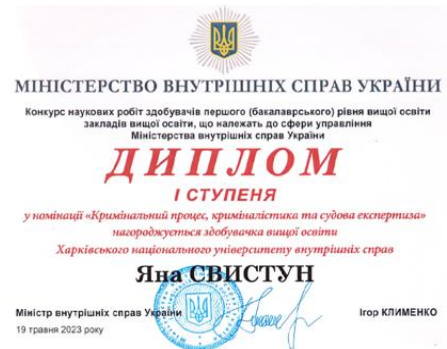 МІНІСТЕРСТВО ВНУТРІШНІХ СПРАВ УКРАЇНИ
Конкурс наукових робіт здобувачів першого (бакалаврського) рівня вищої освіти
закладів вищої освіти, що належать до сфери управління
Міністерства внутрішніх справ України
ДИПЛОМ
І СТУПЕНЯ
у номінації «Кримінальний процес, криміналістика та судова експертиза»
нагороджується здобувачка вищої освіти
Харківського національного університету внутрішніх справ
Яна СВИСТУН
Міністр внутрішніх справ України
Ігор КЛИМЕНКО
19 травня 2023 року